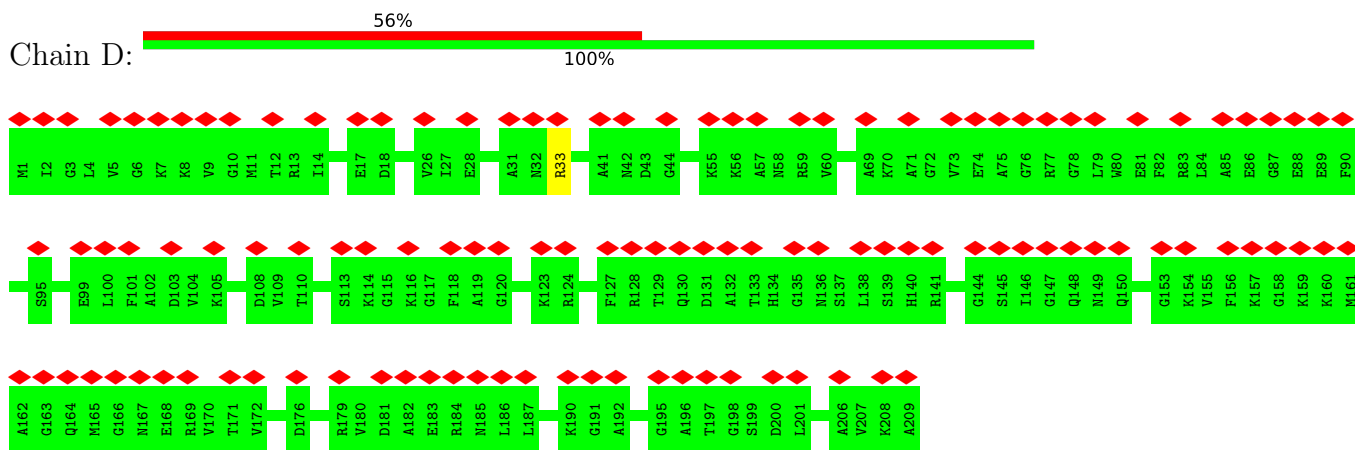 56%
Chain D:
100%
M1 I2 G3 L4 V5 G6 K7 K8 V9 G10 M11 T12 R13 I14 E17 D18 V26 I27 E28 A31 N32 R33 A41 N42 D43 G44 K55 K56 A57 N58 R59 V60 A69 K70 A71 G72 V73 E74 A75 G76 R77 G78 L79 W80 E81 F82 R83 L84 A85 E86 G87 E88 E89 F90
S95 E99 L100 F101 A102 D103 V104 K105 D108 V109 T110 S113 K114 G115 K116 G117 F118 A119 G120 K123 R124 F127 R128 T129 Q130 D131 A132 T133 H134 G135 N136 S137 L138 S139 H140 R141 G144 S145 I146 G147 Q148 N149 Q150 G153 K154 V155 F156 K157 G158 K159 K160 M161
A162 G163 Q164 M165 G166 N167 E168 R169 V170 T171 V172 D176 R179 V180 D181 A182 E183 R184 N185 L186 L187 K190 G191 A192 G195 A196 T197 G198 S199 D200 L201 A206 V207 K208 A209